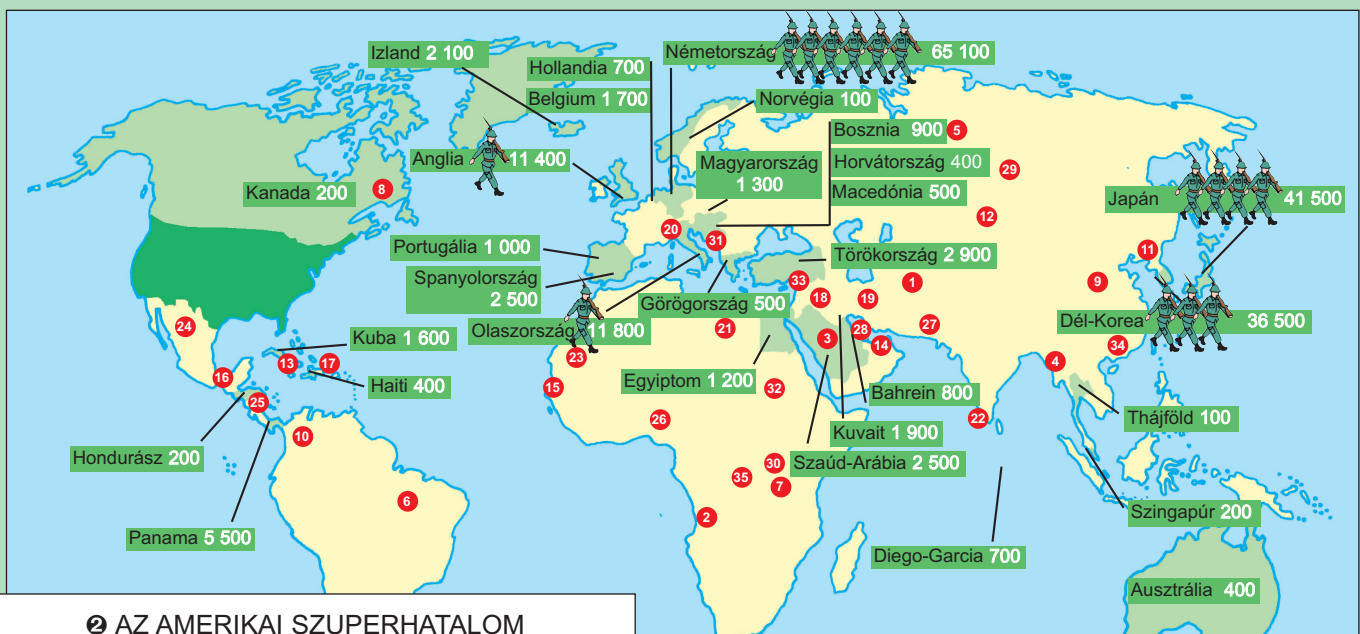 Izland 2 100
Hollandia 700
Belgium 1 700
Németország 65 100
Norvégia 100
Bosznia 900
Horvátország 400
Macedónia 500
5
29
Anglia 11 400
Magyarország
1 300
Kanada 200
8
12
Japán 41 500
20
31
11
Portugália 1 000
Spanyolország
2 500
Törökország 2 900
33
18
19
1
9
Görögország 500
Olaszország 11 800
21
3
28
14
27
Dél-Korea 36 500
34
24
Kuba 1 600
13
17
Haiti 400
16
25
23
15
Egyiptom 1 200
32
Bahrein 800
4
22
Thájföld 100
Hondurász 200
10
26
Kuvait 1 900
Szaúd-Arábia 2 500
30
35
7
6
2
Panama 5 500
Diego-Garcia 700
Szingapúr 200
Ausztrália 400
❷ AZ AMERIKAI SZUPERHATALOM